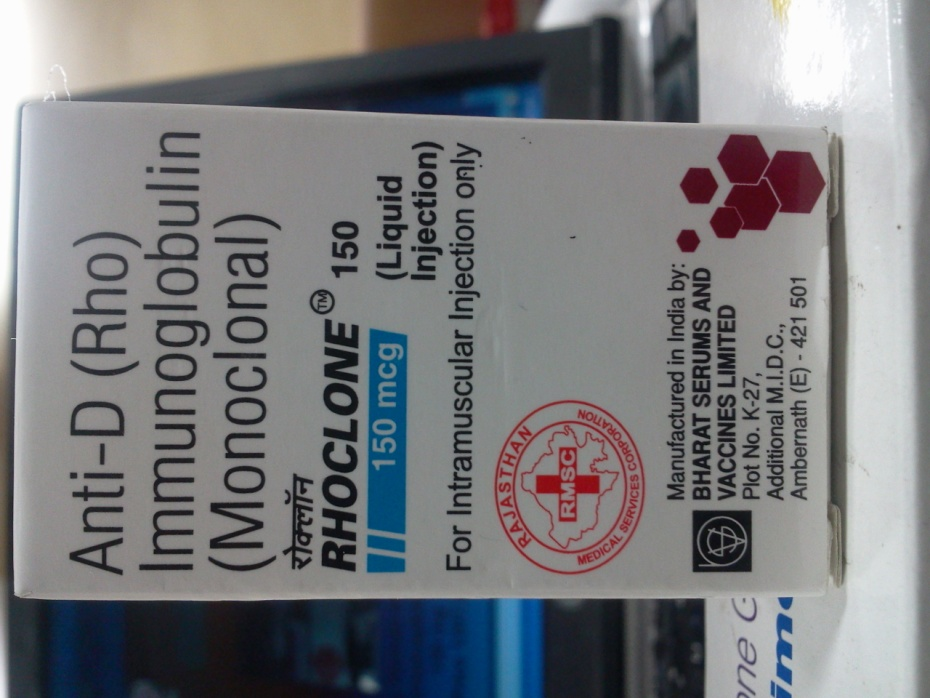 Anti-D (Rho)
Immunoglobulin
(Monoclonal)
रोक्लॉन
RHOCLONE™ 150
150 mcg
(Liquid
Injection)
For Intramuscular Injection only
RAJASTHAN
RMSC
MEDICAL SERVICES CORPORATION
Manufactured in India by:
BHARAT SERUMS AND
VACCINES LIMITED
Plot No. K-27,
Additional M.I.D.C.,
Ambernath (E) - 421 501